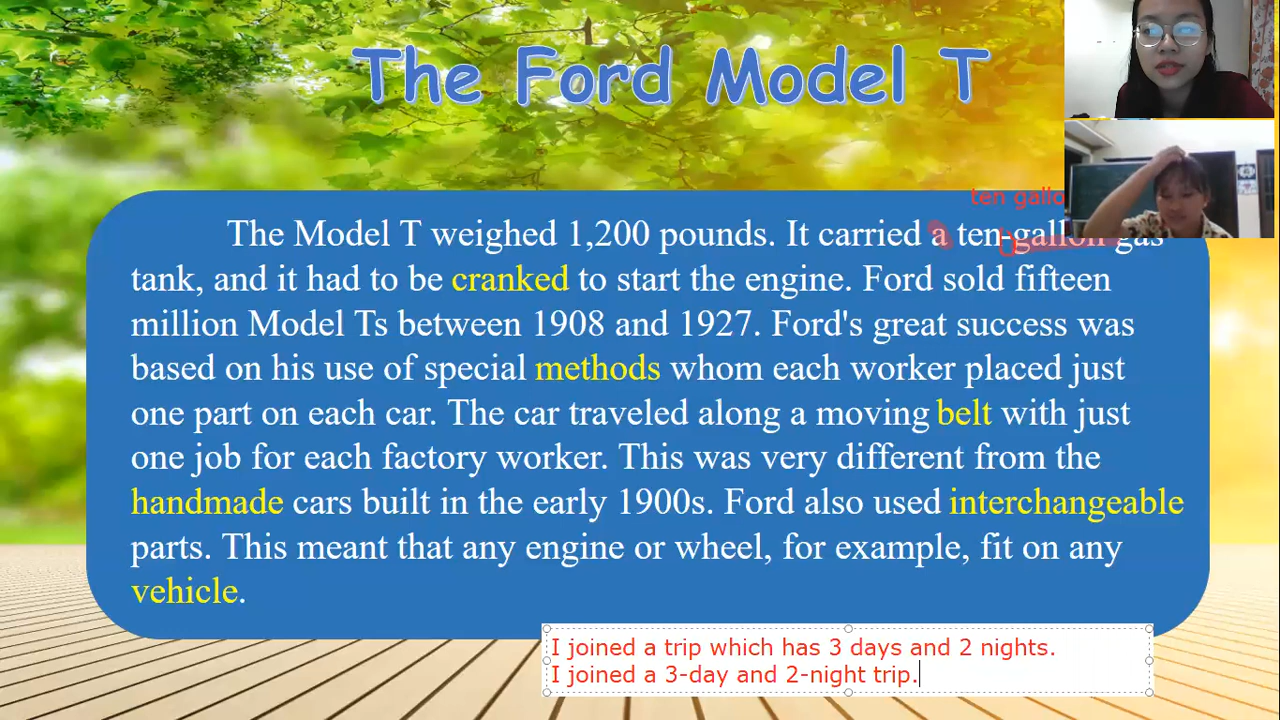 The Ford Model T
ten gallo
The Model T weighed 1,200 pounds. It carried a ten-gallon gas
tank, and it had to be cranked to start the engine. Ford sold fifteen
million Model Ts between 1908 and 1927. Ford's great success was
based on his use of special methods whom each worker placed just
one part on each car. The car traveled along a moving belt with just
one job for each factory worker. This was very different from the
handmade cars built in the early 1900s. Ford also used interchangeable
parts. This meant that any engine or wheel, for example, fit on any
vehicle.
I joined a trip which has 3 days and 2 nights.
I joined a 3-day and 2-night trip.